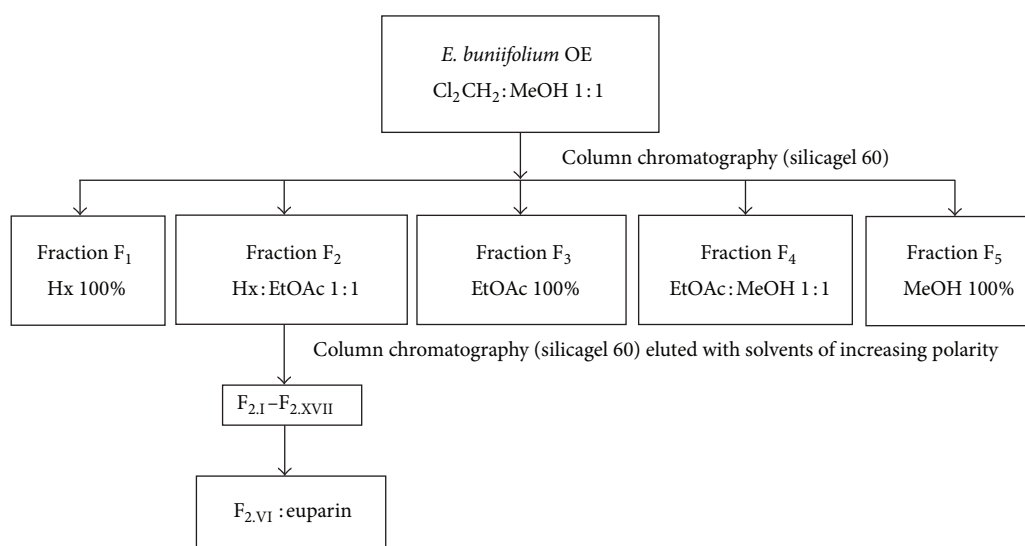 E. buniifolium OE
Cl₂CH₂:MeOH 1:1
Column chromatography (silicagel 60)
Fraction F₁
Hx 100%
Fraction F₂
Hx:EtOAc 1:1
Fraction F₃
EtOAc 100%
Fraction F₄
EtOAc:MeOH 1:1
Fraction F₅
MeOH 100%
Column chromatography (silicagel 60) eluted with solvents of increasing polarity
F2.I–F2.XVII
F2.VI:euparin